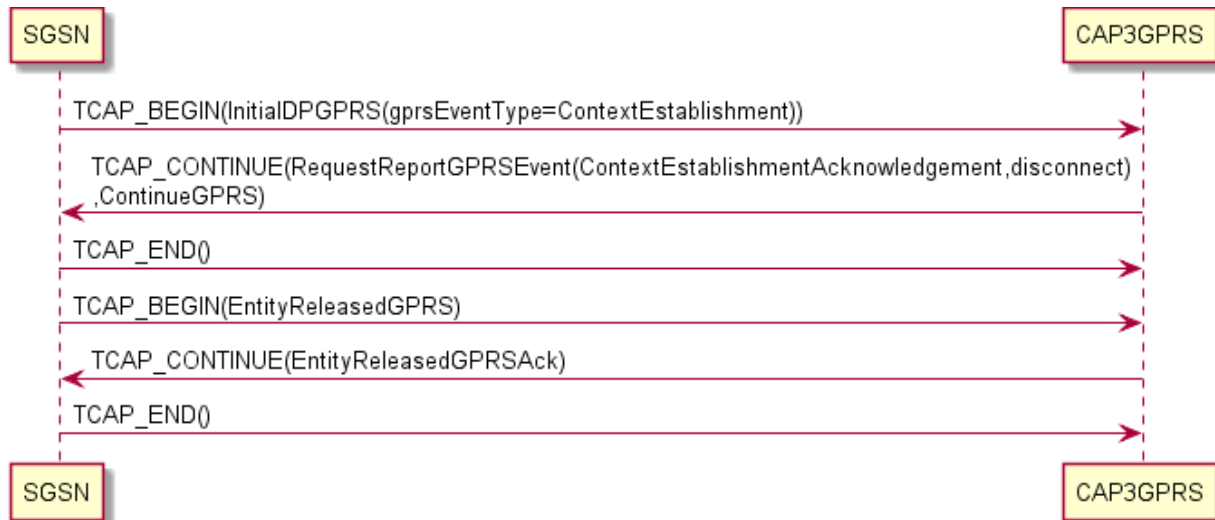 SGSN
CAP3GPRS
TCAP_BEGIN(InitialDPGPRS(gprsEventType=ContextEstablishment))
TCAP_CONTINUE(RequestReportGPRSEvent(ContextEstablishmentAcknowledgement,disconnect)
,ContinueGPRS)
TCAP_END()
TCAP_BEGIN(EntityReleasedGPRS)
TCAP_CONTINUE(EntityReleasedGPRSAck)
TCAP_END()
SGSN
CAP3GPRS